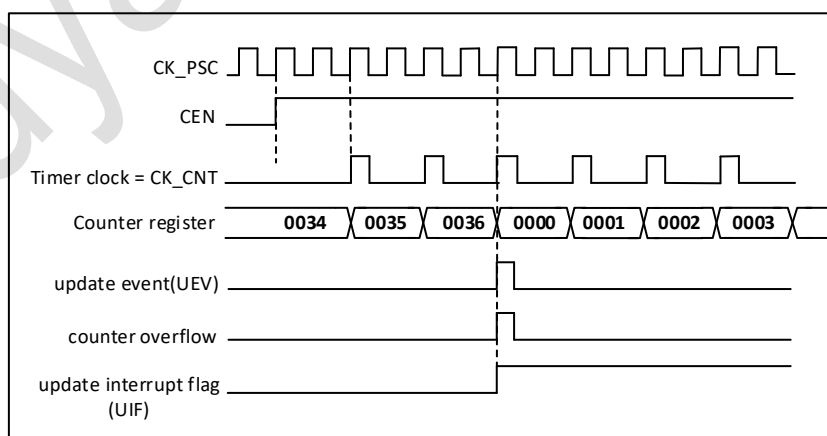 CK_PSC
CEN
Timer clock = CK_CNT
Counter register 0034 0035 0036 0000 0001 0002 0003
update event(UEV)
counter overflow
update interrupt flag
(UIF)